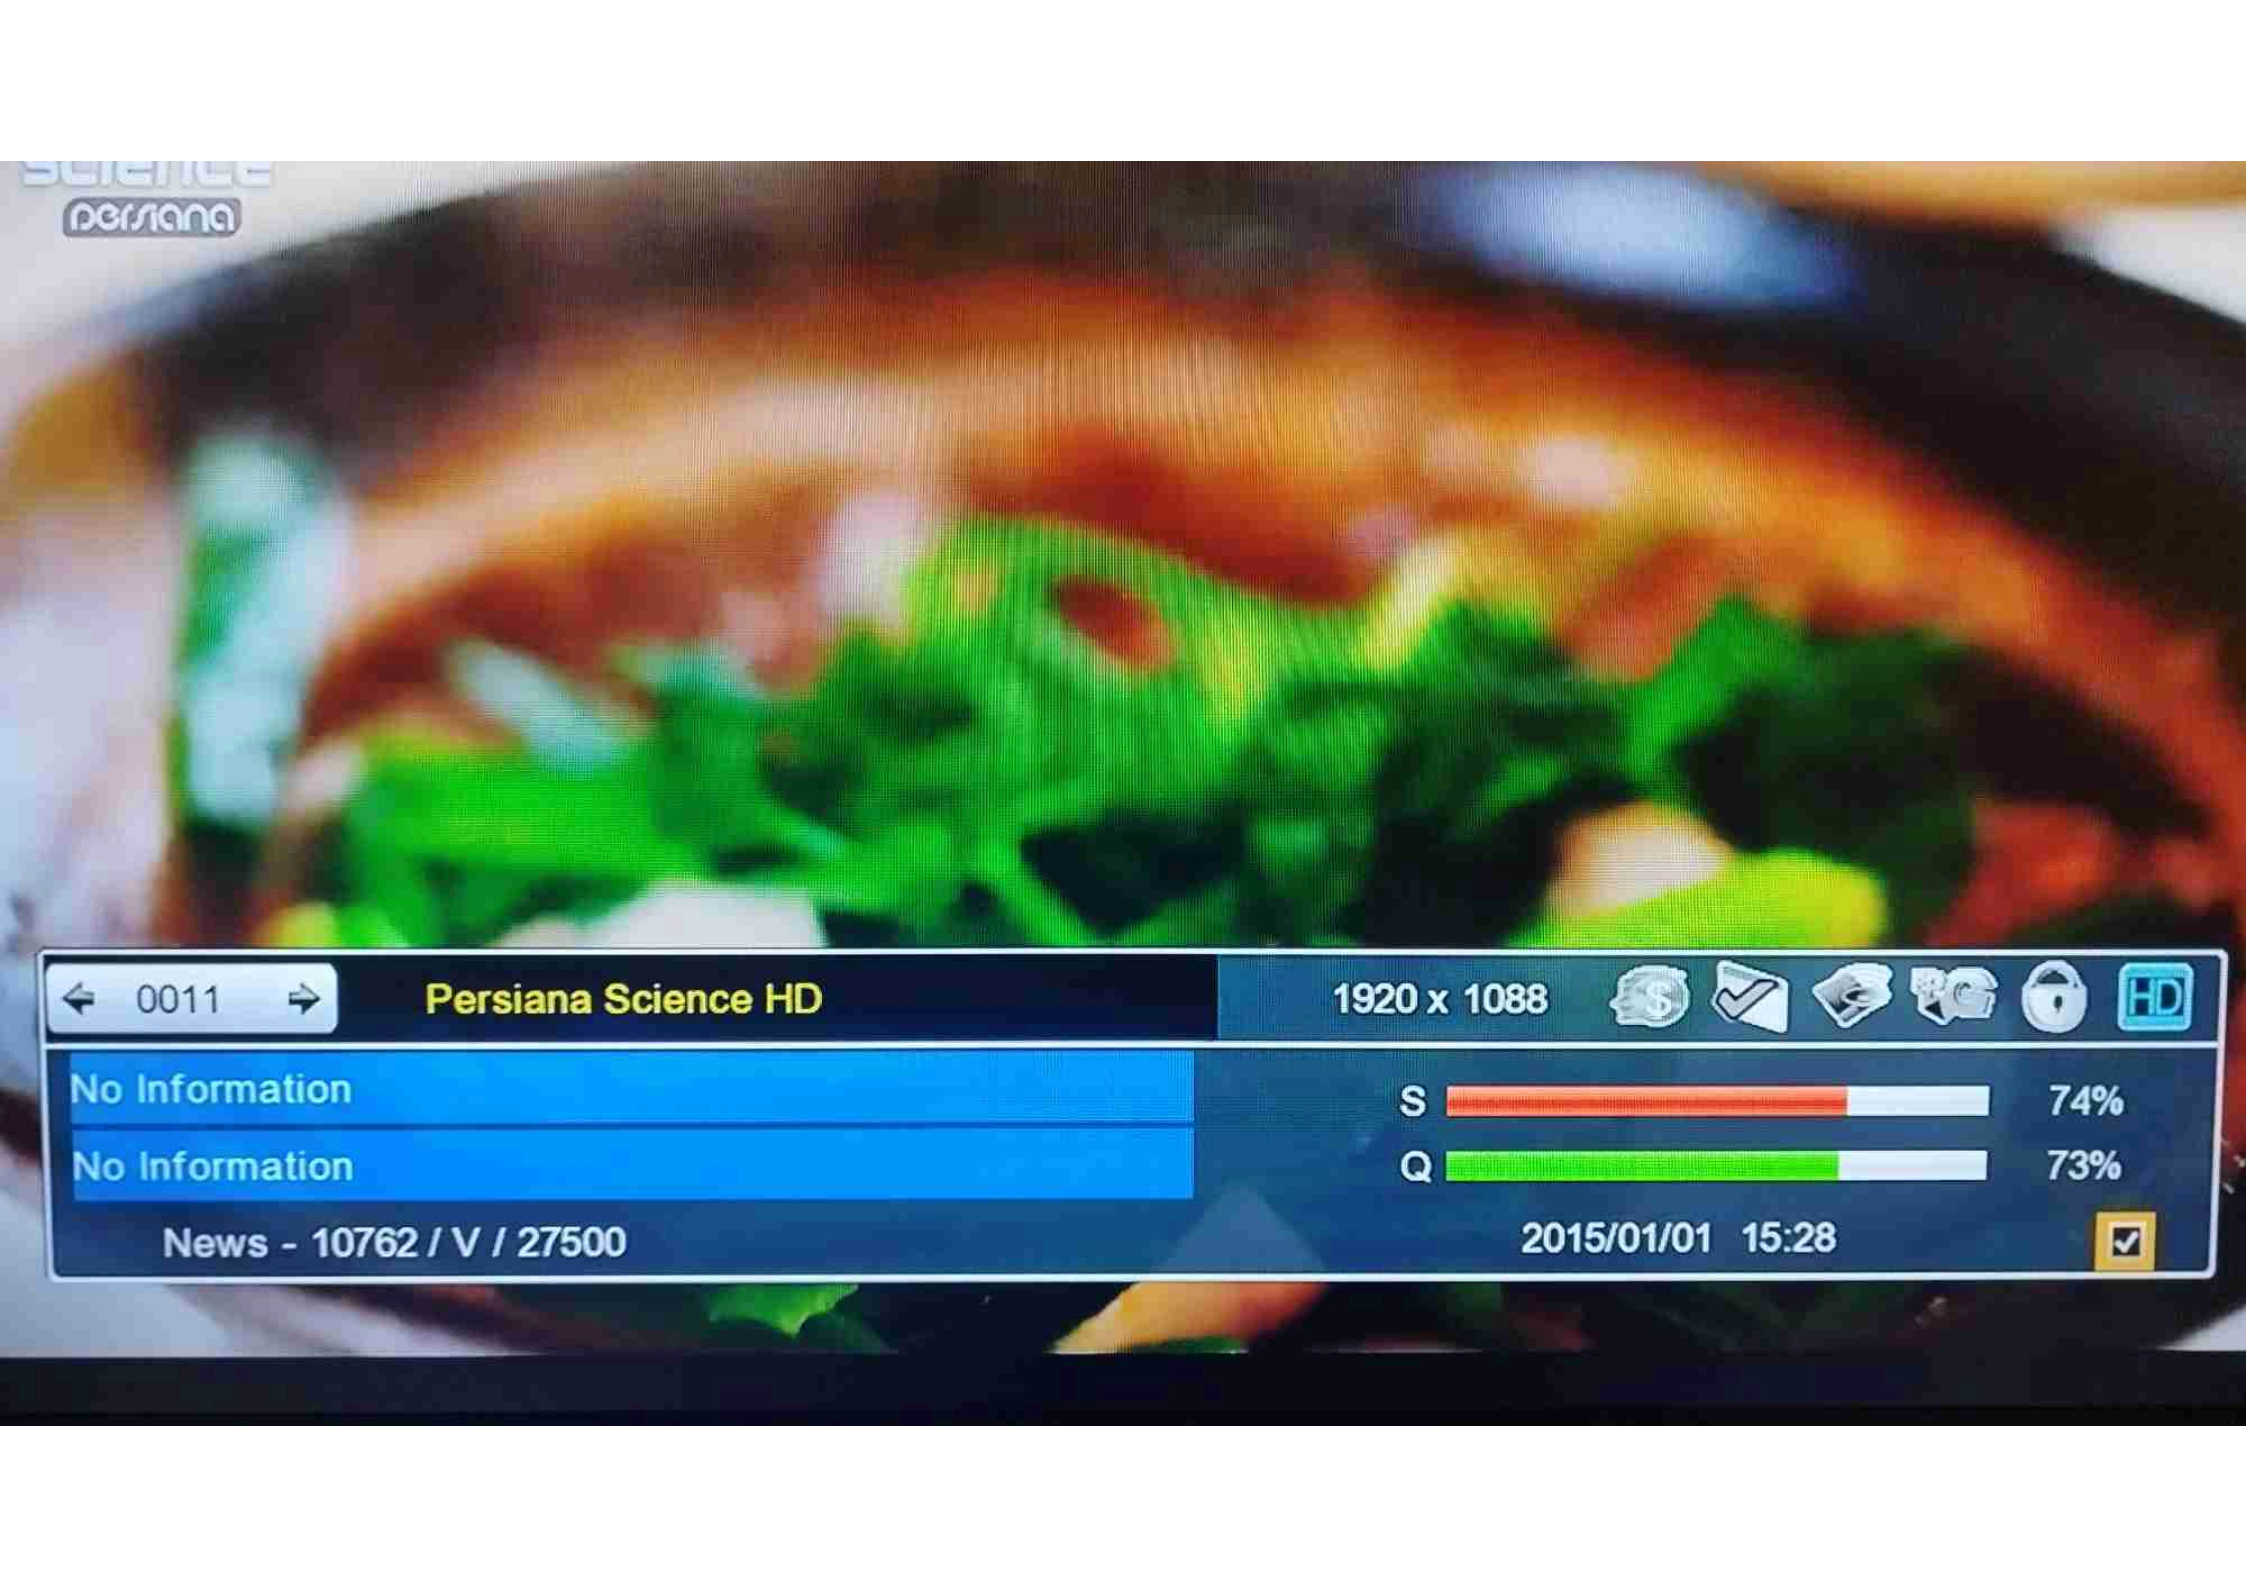 SCIENCE
persiana
0011 Persiana Science HD 1920 x 1088 HD
No Information
S 74%
No Information
Q 73%
News - 10762 / V / 27500 2015/01/01 15:28